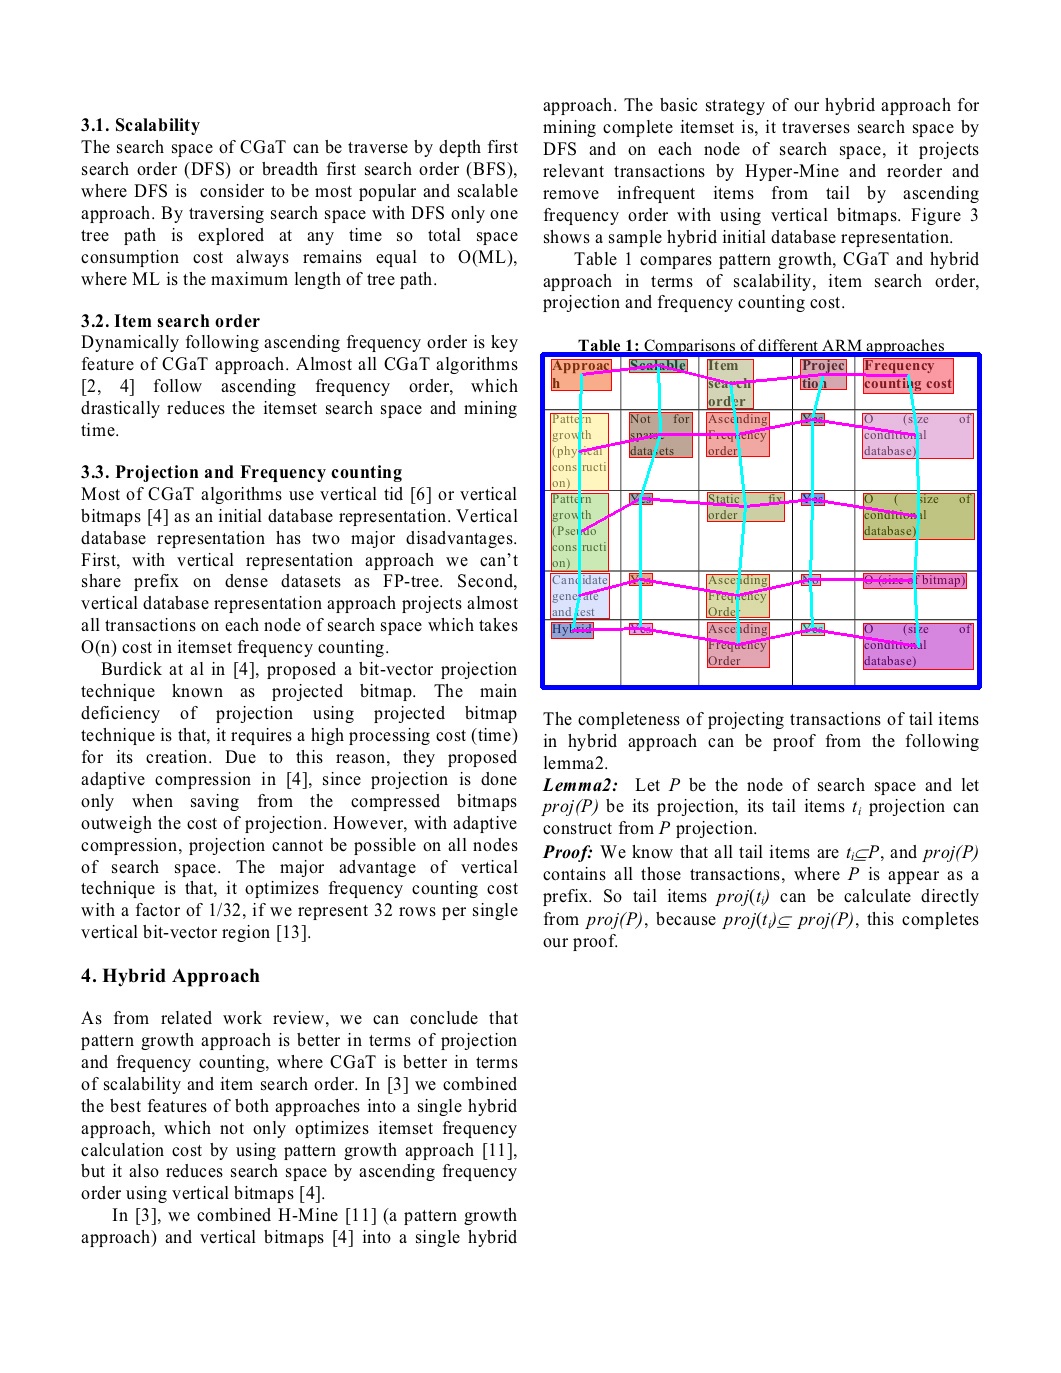 3.1. Scalability
The search space of CGaT can be traverse by depth first
search order (DFS) or breadth first search order (BFS),
where DFS is consider to be most popular and scalable
approach. By traversing search space with DFS only one
tree path is explored at any time so total space
consumption cost always remains equal to O(ML),
where ML is the maximum length of tree path.
3.2. Item search order
Dynamically following ascending frequency order is key
feature of CGaT approach. Almost all CGaT algorithms
[2, 4] follow ascending frequency order, which
drastically reduces the itemset search space and mining
time.
3.3. Projection and Frequency counting
Most of CGaT algorithms use vertical tid [6] or vertical
bitmaps [4] as an initial database representation. Vertical
database representation has two major disadvantages.
First, with vertical representation approach we can't
share prefix on dense datasets as FP-tree. Second,
vertical database representation approach projects almost
all transactions on each node of search space which takes
O(n) cost in itemset frequency counting.
Burdick at al in [4], proposed a bit-vector projection
technique known as projected bitmap. The main
deficiency of projection using projected bitmap
technique is that, it requires a high processing cost (time)
for its creation. Due to this reason, they proposed
adaptive compression in [4], since projection is done
only when saving from the compressed bitmaps
outweigh the cost of projection. However, with adaptive
compression, projection cannot be possible on all nodes
of search space. The major advantage of vertical
technique is that, it optimizes frequency counting cost
with a factor of 1/32, if we represent 32 rows per single
vertical bit-vector region [13].
4. Hybrid Approach
As from related work review, we can conclude that
pattern growth approach is better in terms of projection
and frequency counting, where CGaT is better in terms
of scalability and item search order. In [3] we combined
the best features of both approaches into a single hybrid
approach, which not only optimizes itemset frequency
calculation cost by using pattern growth approach [11],
but it also reduces search space by ascending frequency
order using vertical bitmaps [4].
In [3], we combined H-Mine [11] (a pattern growth
approach) and vertical bitmaps [4] into a single hybrid
approach. The basic strategy of our hybrid approach for
mining complete itemset is, it traverses search space by
DFS and on each node of search space, it projects
relevant transactions by Hyper-Mine and reorder and
remove infrequent items from tail by ascending
frequency order with using vertical bitmaps. Figure 3
shows a sample hybrid initial database representation.
Table 1 compares pattern growth, CGaT and hybrid
approach in terms of scalability, item search order,
projection and frequency counting cost.
Table 1: Comparisons of different ARM approaches
Approac
h
Scalable
Item
search
order
Projec
tion
Frequency
counting cost
Pattern
growth
(physical
constructi
on)
Not for
sparse
datasets
Ascending
Frequency
order
Yes
O (size of
conditional
database)
Pattern
growth
(Pseudo
constructi
on)
Yes
Static fix
order
Yes
O ( size of
conditional
database)
Candidate
generate
and test
Yes
Ascending
Frequency
Order
No
O (size of bitmap)
Hybrid
Yes
Ascending
Frequency
Order
Yes
O (size of
conditional
database)
The completeness of projecting transactions of tail items
in hybrid approach can be proof from the following
lemma2.
Lemma2: Let P be the node of search space and let
proj(P) be its projection, its tail items ti projection can
construct from P projection.
Proof: We know that all tail items are ti⊆P, and proj(P)
contains all those transactions, where P is appear as a
prefix. So tail items proj(ti) can be calculate directly
from proj(P), because proj(ti)⊆ proj(P), this completes
our proof.